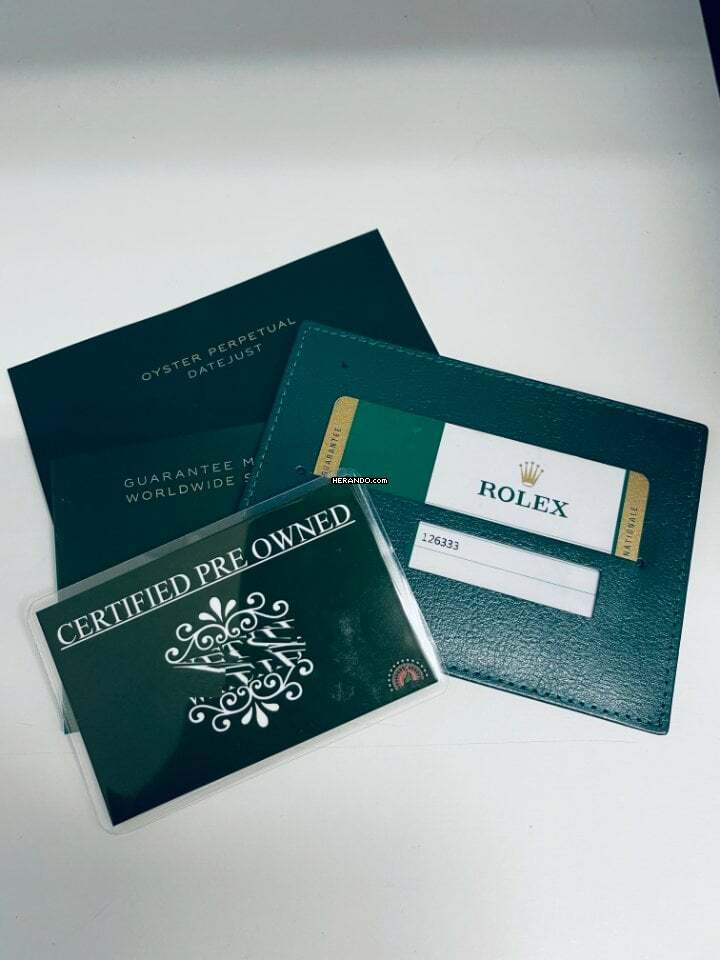 OYSTER PERPETUAL
DATEJUST
GUARANTEE M
WORLDWIDE S
GUARANTEE
ROLEX
NATIONALE
126333
HERANDO.com
CERTIFIED PRE OWNED